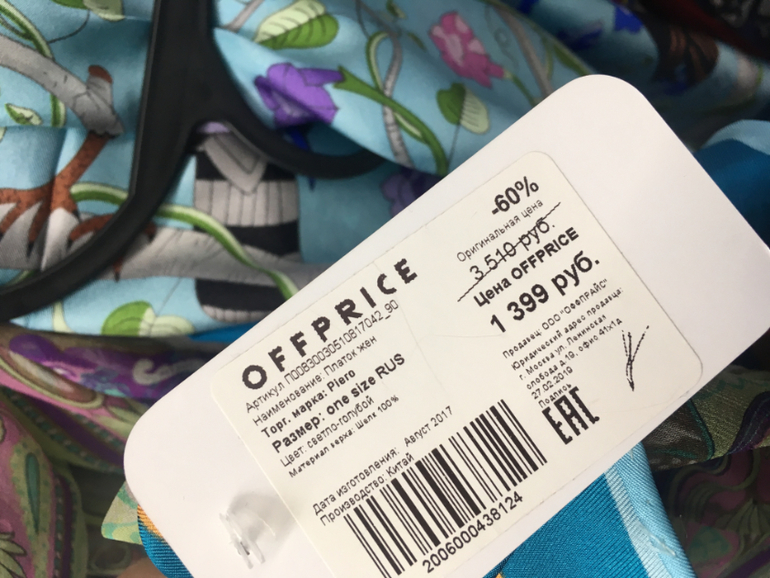 OFFPRICE
Артикул П00830030510817042_90
Наименование: Платок жен
Торг. марка: Piero
Размер: one size RUS
Цвет: светло-голубой
Материал верха: Шелк 100%
Дата изготовления: Август 2017
Производство: Китай
2006000438124
-60%
Оригинальная цена
3 510 руб.
Цена OFFPRICE
1 399 руб.
Продавец: ООО "ОффПРАЙС"
Юридический адрес продавца:
г. Москва ул. Ленинская
слобода д.19, офис 41х1д
27.02.2019
Подпись
EAC